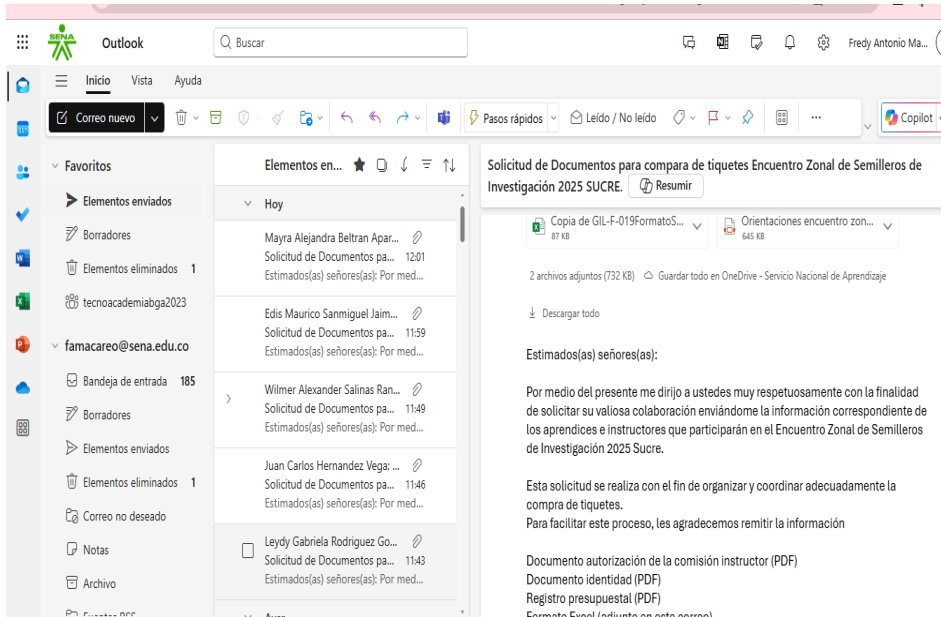 SENA
Outlook
Buscar
Fredy Antonio Ma...
Inicio Vista Ayuda
Correo nuevo
Pasos rápidos
Leído / No leído
...
Copilot
Favoritos
Elementos enviados
Borradores
Elementos eliminados 1
tecnoacademiabga2023
famacareo@sena.edu.co
Bandeja de entrada 185
Borradores
Elementos enviados
Elementos eliminados 1
Correo no deseado
Notas
Archivo
Elementos en...
Hoy
Mayra Alejandra Beltran Apar...
Solicitud de Documentos pa... 12:01
Estimados(as) señores(as): Por med...
Edis Maurico Sanmiguel Jaim...
Solicitud de Documentos pa... 11:59
Estimados(as) señores(as): Por med...
Wilmer Alexander Salinas Ran...
Solicitud de Documentos pa... 11:49
Estimados(as) señores(as): Por med...
Juan Carlos Hernandez Vega; ...
Solicitud de Documentos pa... 11:46
Estimados(as) señores(as): Por med...
Leydy Gabriela Rodriguez Go...
Solicitud de Documentos pa... 11:43
Estimados(as) señores(as): Por med...
Ayer
Solicitud de Documentos para compara de tiquetes Encuentro Zonal de Semilleros de
Investigación 2025 SUCRE. Resumir
Copia de GIL-F-019FormatoS...
87 KB
Orientaciones encuentro zon...
645 KB
2 archivos adjuntos (732 KB) Guardar todo en OneDrive - Servicio Nacional de Aprendizaje
Descargar todo
Estimados(as) señores(as):
Por medio del presente me dirijo a ustedes muy respetuosamente con la finalidad
de solicitar su valiosa colaboración enviándome la información correspondiente de
los aprendices e instructores que participarán en el Encuentro Zonal de Semilleros
de Investigación 2025 Sucre.
Esta solicitud se realiza con el fin de organizar y coordinar adecuadamente la
compra de tiquetes.
Para facilitar este proceso, les agradecemos remitir la información
Documento autorización de la comisión instructor (PDF)
Documento identidad (PDF)
Registro presupuestal (PDF)
Formato Excel (adjunto en este correo)